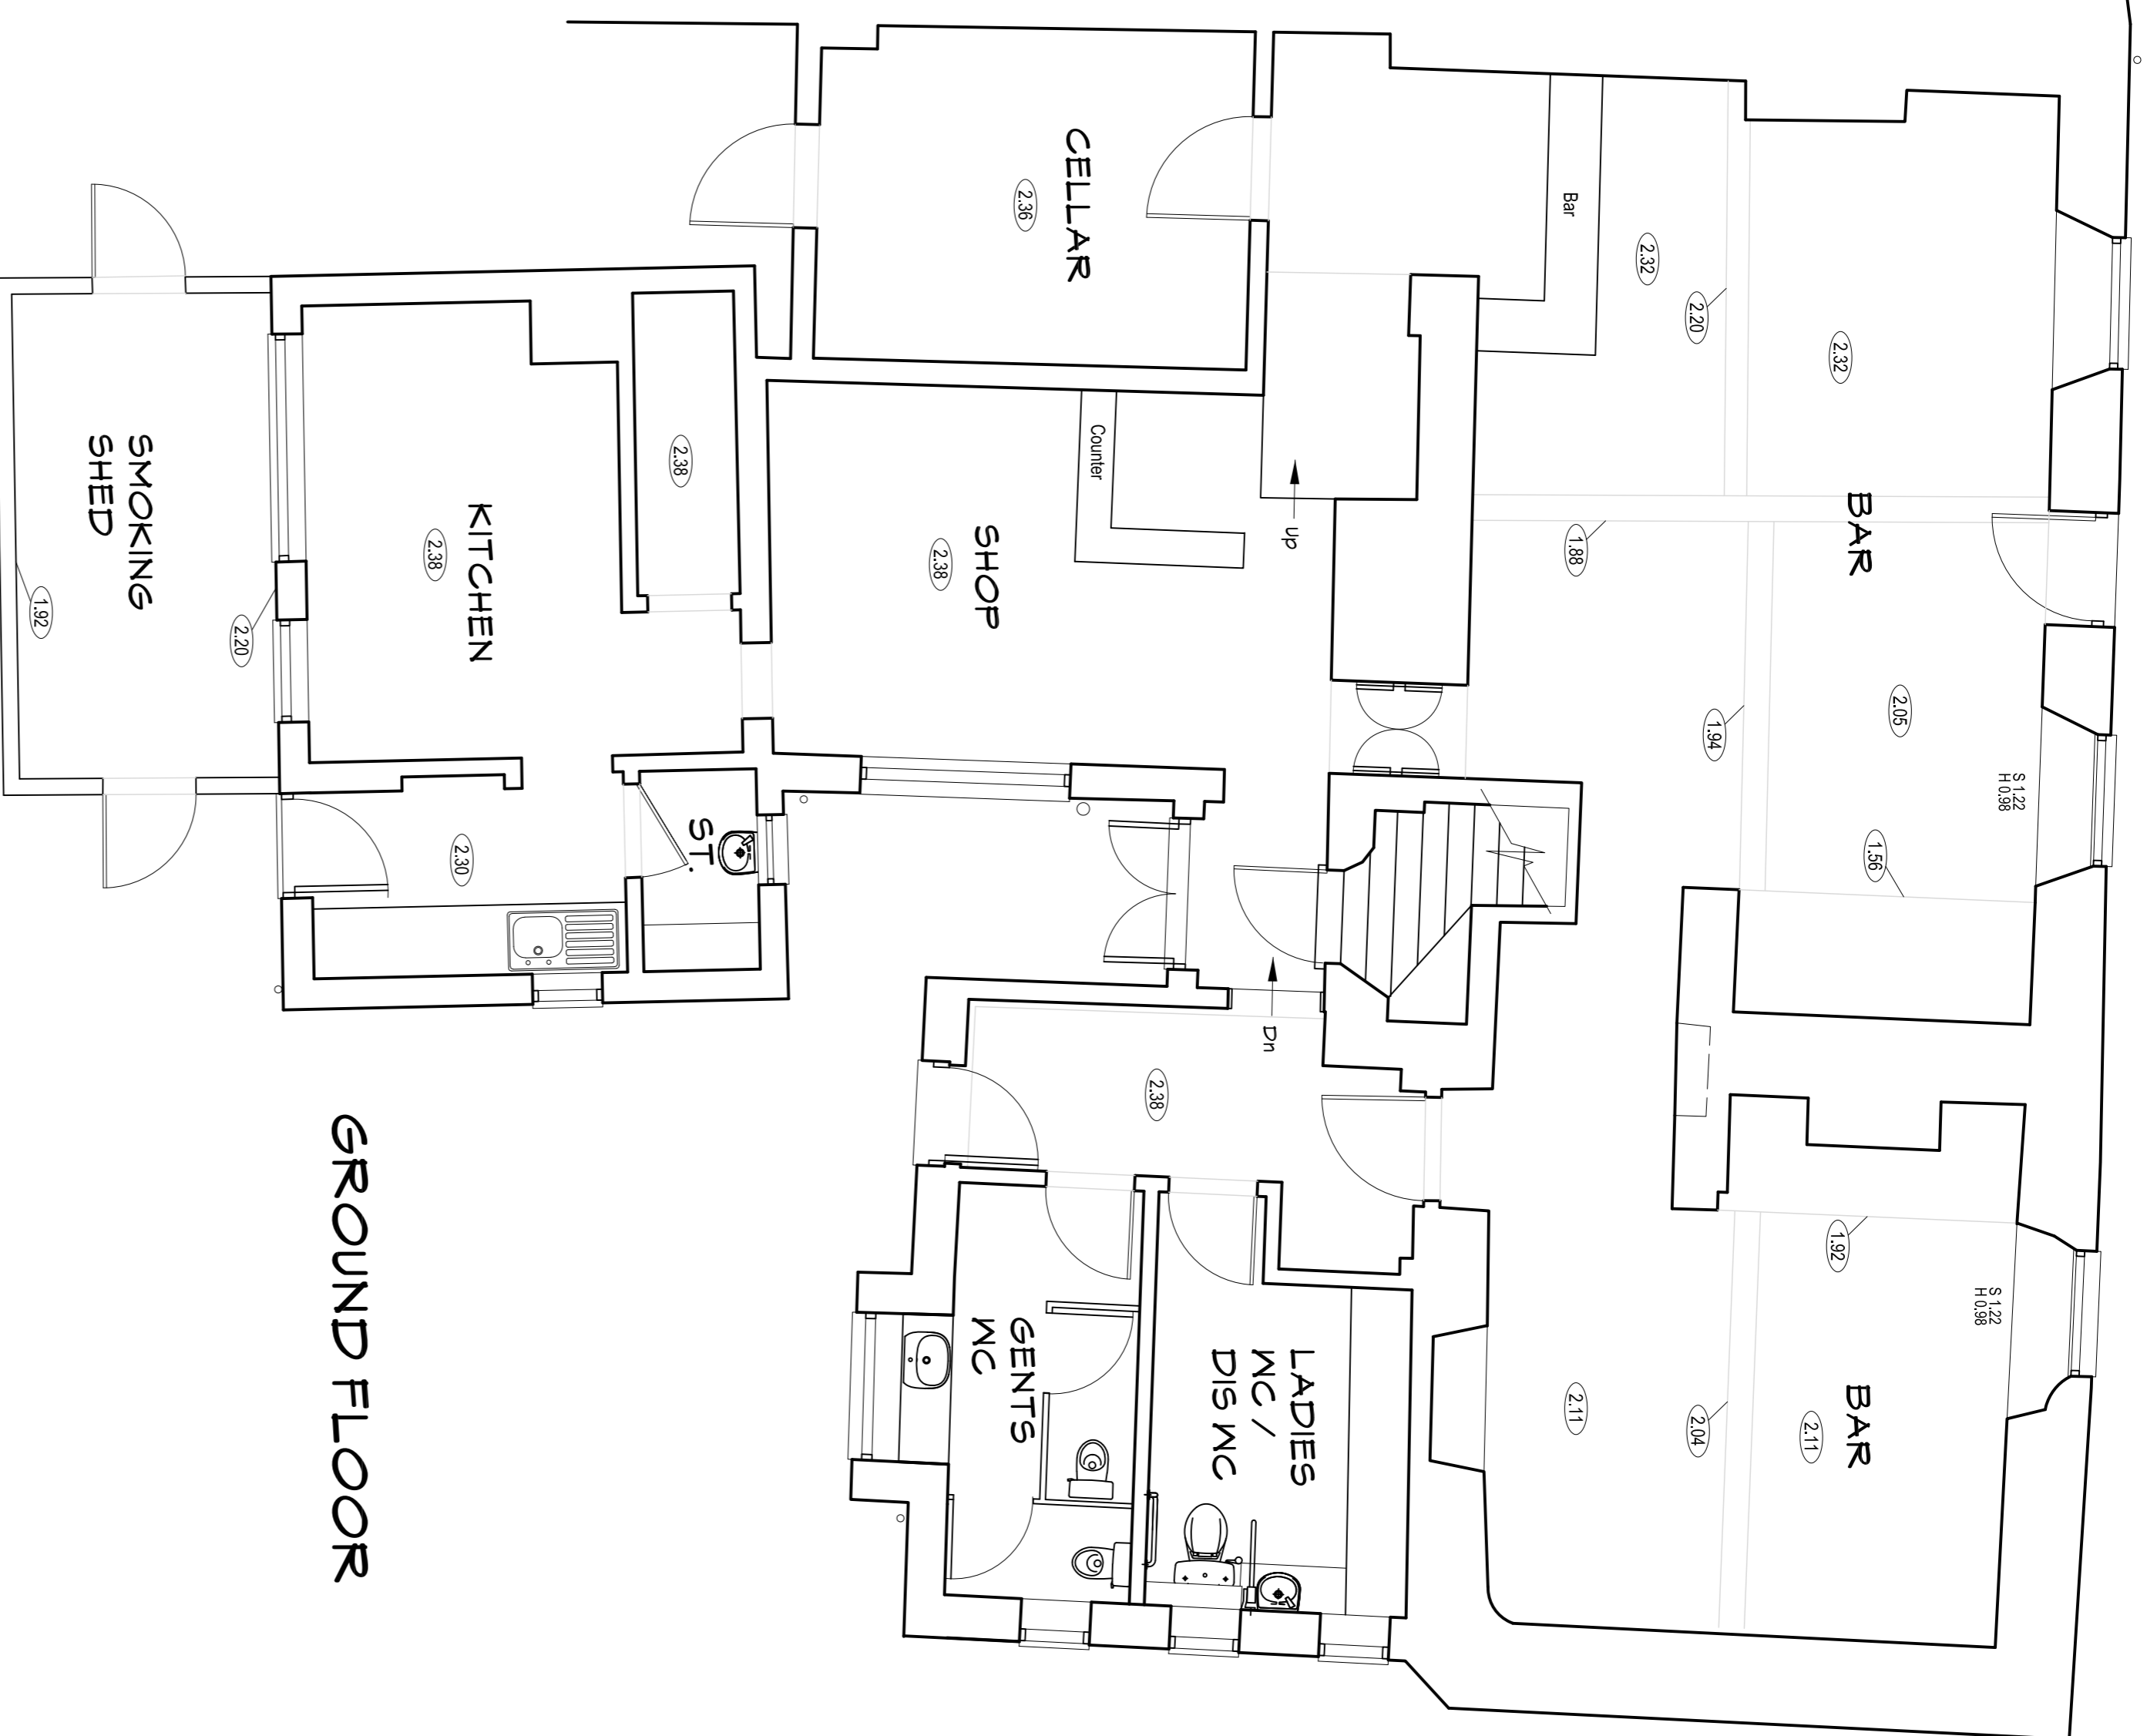 S 1.22
H 0.98
S 1.22
H 0.98
2.05
1.56
BAR
BAR
2.32
1.92
2.11
1.94
2.20
2.04
2.32
Bar
1.88
2.11
Up
Dn
LADIES
WC /
DIS WC
2.38
Counter
CELLAR
2.36
GENTS
WC
SHOP
2.38
ST.
2.38
KITCHEN
2.38
2.30
GROUND FLOOR
2.20
SMOKING
SHED
1.92